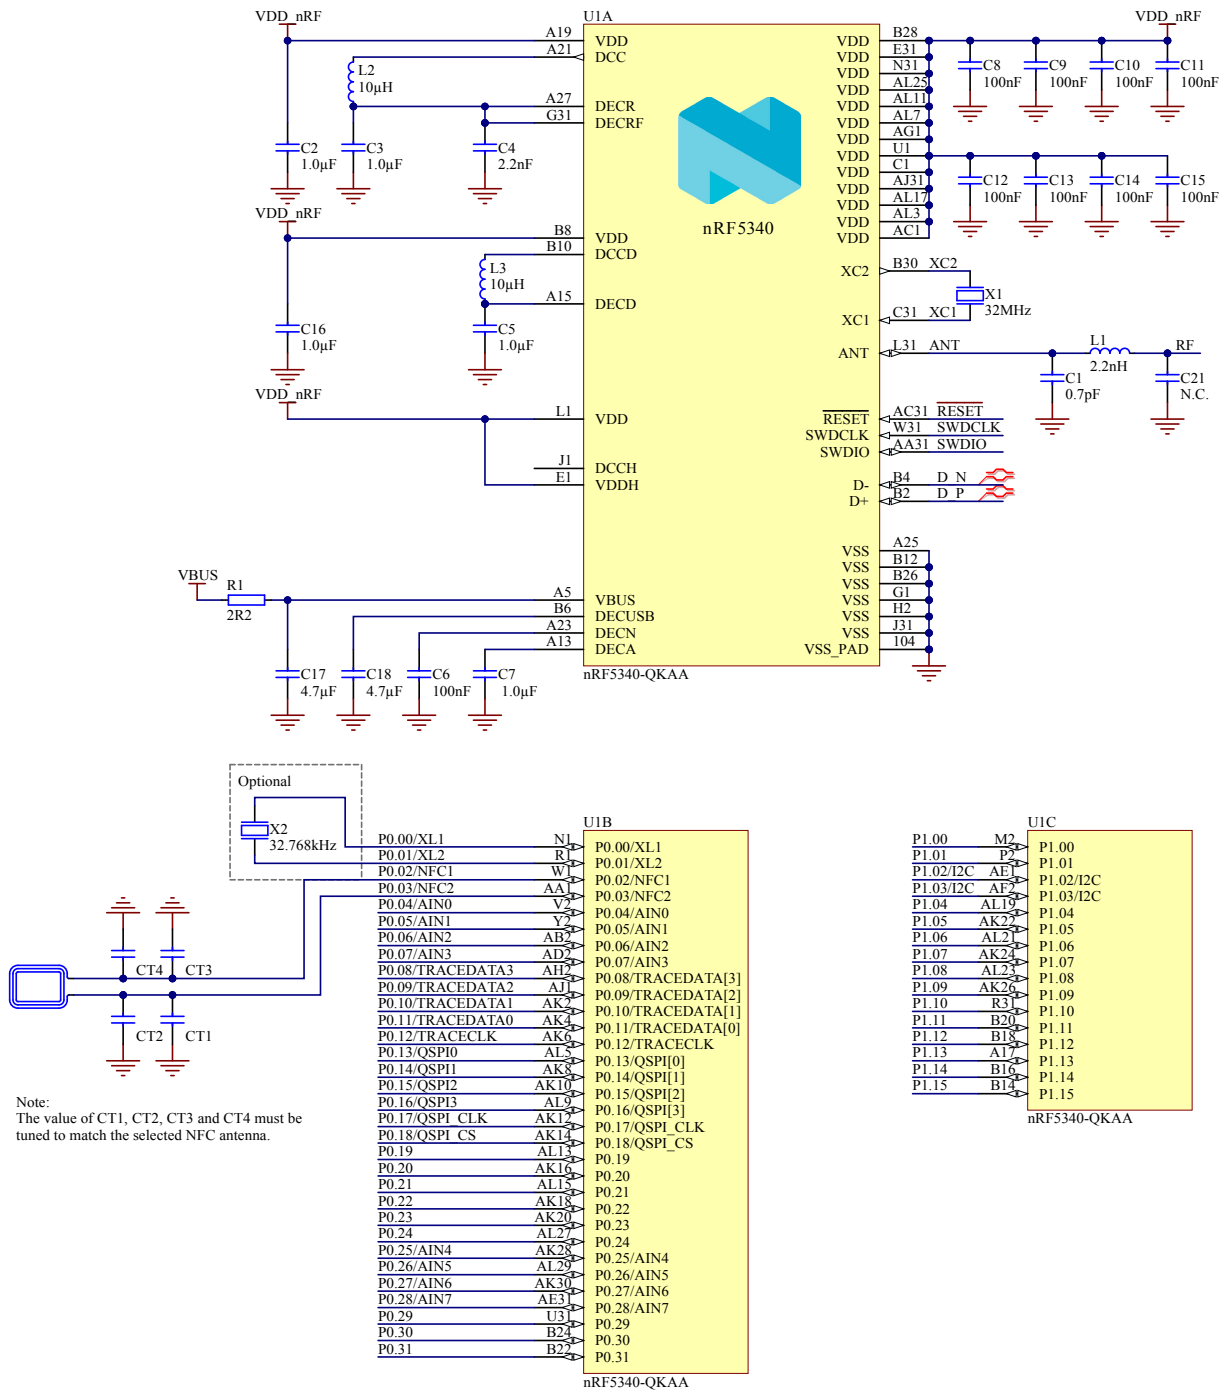 U1A
VDD_nRF
A19 VDD
A21 DCC
L2
10µH
A27 DECR
G31 DECRF
C2
1.0µF
C3
1.0µF
C4
2.2nF
VDD_nRF
B8 VDD
B10 DCCD
L3
10µH
A15 DECD
C16
1.0µF
C5
1.0µF
VDD_nRF
L1 VDD
J1 DCCH
E1 VDDH
VBUS
R1
2R2
A5 VBUS
B6 DECUSB
A23 DECN
A13 DECA
C17
4.7µF
C18
4.7µF
C6
100nF
C7
1.0µF
nRF5340
VDD_nRF
VDD B28
VDD E31
VDD N31
VDD AL25
VDD AL11
VDD AL7
VDD AG1
VDD U1
VDD C1
VDD AJ31
VDD AL17
VDD AL3
VDD AC1
C8
100nF
C9
100nF
C10
100nF
C11
100nF
C12
100nF
C13
100nF
C14
100nF
C15
100nF
XC2 B30 XC2
X1
32MHz
XC1 C31 XC1
ANT L31 ANT
L1
2.2nH
RF
C1
0.7pF
C21
N.C.
RESET AC31 RESET
SWDCLK W31 SWDCLK
SWDIO AA31 SWDIO
D- B4 D_N
D+ B2 D_P
VSS A25
VSS B12
VSS B26
VSS G1
VSS H2
VSS J31
VSS_PAD 104
nRF5340-QKAA
Optional
X2
32.768kHz
CT4
CT3
CT2
CT1
Note:
The value of CT1, CT2, CT3 and CT4 must be
tuned to match the selected NFC antenna.
U1B
P0.00/XL1 N1 P0.00/XL1
P0.01/XL2 R1 P0.01/XL2
P0.02/NFC1 W1 P0.02/NFC1
P0.03/NFC2 AA1 P0.03/NFC2
P0.04/AIN0 V2 P0.04/AIN0
P0.05/AIN1 Y2 P0.05/AIN1
P0.06/AIN2 AB2 P0.06/AIN2
P0.07/AIN3 AD2 P0.07/AIN3
P0.08/TRACEDATA3 AH2 P0.08/TRACEDATA[3]
P0.09/TRACEDATA2 AJ1 P0.09/TRACEDATA[2]
P0.10/TRACEDATA1 AK2 P0.10/TRACEDATA[1]
P0.11/TRACEDATA0 AK4 P0.11/TRACEDATA[0]
P0.12/TRACECLK AK6 P0.12/TRACECLK
P0.13/QSPI0 AL5 P0.13/QSPI[0]
P0.14/QSPI1 AK8 P0.14/QSPI[1]
P0.15/QSPI2 AK10 P0.15/QSPI[2]
P0.16/QSPI3 AL9 P0.16/QSPI[3]
P0.17/QSPI_CLK AK12 P0.17/QSPI_CLK
P0.18/QSPI_CS AK14 P0.18/QSPI_CS
P0.19 AL13 P0.19
P0.20 AK16 P0.20
P0.21 AL15 P0.21
P0.22 AK18 P0.22
P0.23 AK20 P0.23
P0.24 AL27 P0.24
P0.25/AIN4 AK28 P0.25/AIN4
P0.26/AIN5 AL29 P0.26/AIN5
P0.27/AIN6 AK30 P0.27/AIN6
P0.28/AIN7 AE31 P0.28/AIN7
P0.29 U31 P0.29
P0.30 B24 P0.30
P0.31 B22 P0.31
nRF5340-QKAA
U1C
P1.00 M2 P1.00
P1.01 P2 P1.01
P1.02/I2C AE1 P1.02/I2C
P1.03/I2C AF2 P1.03/I2C
P1.04 AL19 P1.04
P1.05 AK22 P1.05
P1.06 AL21 P1.06
P1.07 AK24 P1.07
P1.08 AL23 P1.08
P1.09 AK26 P1.09
P1.10 R31 P1.10
P1.11 B20 P1.11
P1.12 B18 P1.12
P1.13 A17 P1.13
P1.14 B16 P1.14
P1.15 B14 P1.15
nRF5340-QKAA